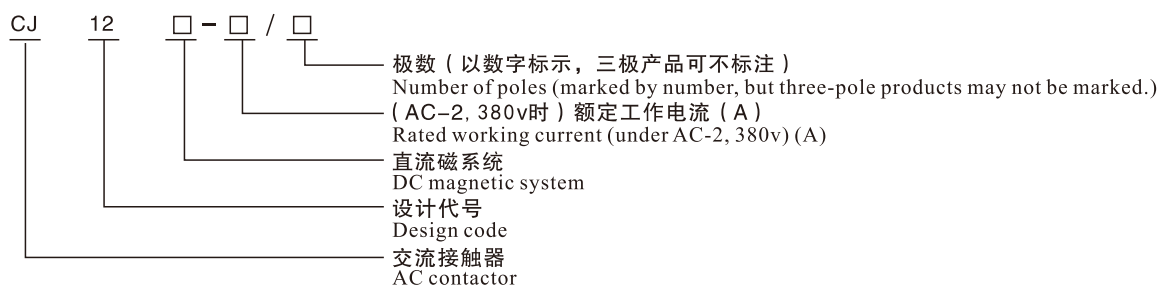 CJ 12 □-□/□
极数（以数字标示，三极产品可不标注）
Number of poles (marked by number, but three-pole products may not be marked.)
（AC-2, 380v时）额定工作电流（A）
Rated working current (under AC-2, 380v) (A)
直流磁系统
DC magnetic system
设计代号
Design code
交流接触器
AC contactor